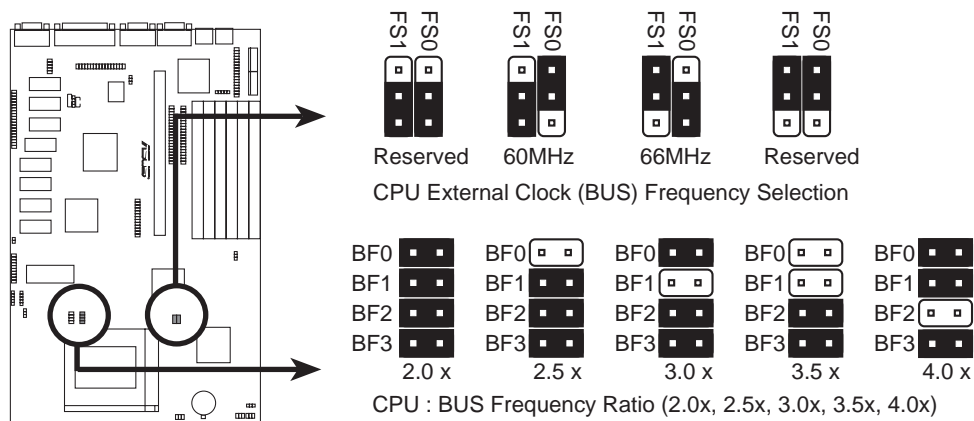 FS1 FS0 FS1 FS0 FS1 FS0 FS1 FS0
Reserved 60MHz 66MHz Reserved
CPU External Clock (BUS) Frequency Selection
BF0 BF0 BF0 BF0 BF0
BF1 BF1 BF1 BF1 BF1
BF2 BF2 BF2 BF2 BF2
BF3 BF3 BF3 BF3 BF3
2.0 x 2.5 x 3.0 x 3.5 x 4.0 x
CPU : BUS Frequency Ratio (2.0x, 2.5x, 3.0x, 3.5x, 4.0x)
ASUS